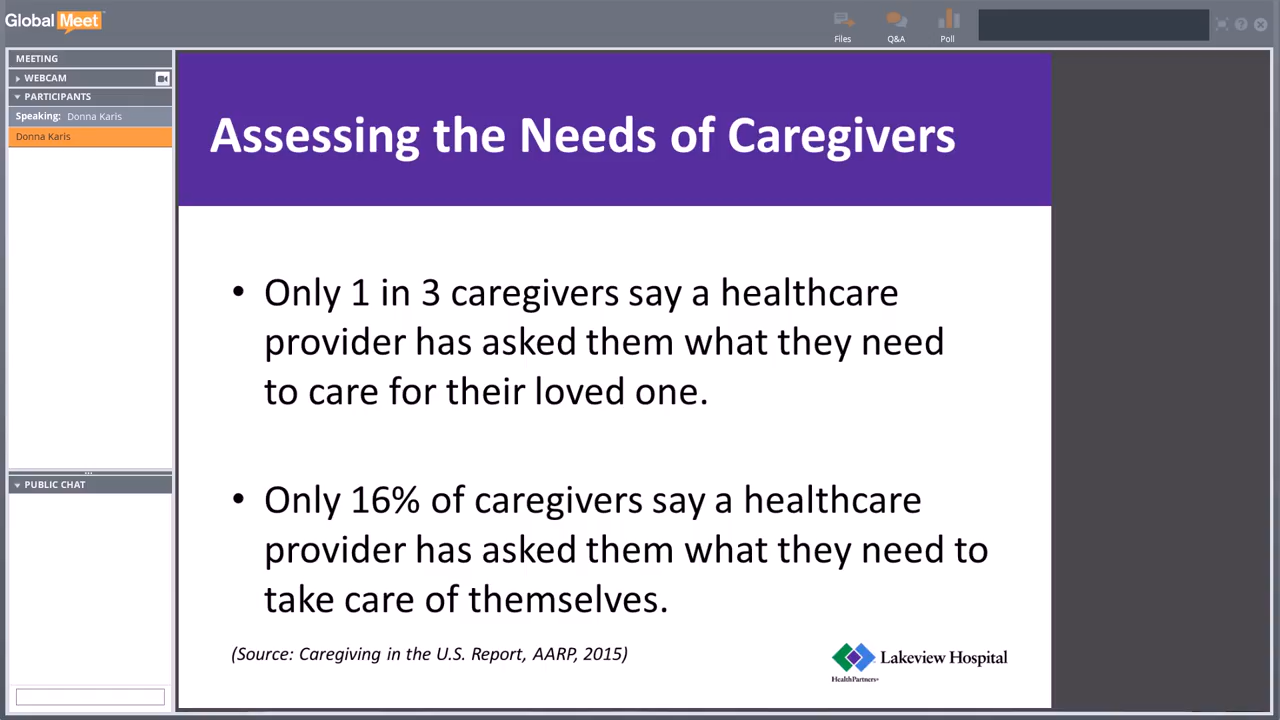 Global Meet
Files
Q&A
Poll
MEETING
WEBCAM
PARTICIPANTS
Speaking: Donna Karis
Donna Karis
PUBLIC CHAT
Assessing the Needs of Caregivers
• Only 1 in 3 caregivers say a healthcare
provider has asked them what they need
to care for their loved one.
• Only 16% of caregivers say a healthcare
provider has asked them what they need to
take care of themselves.
(Source: Caregiving in the U.S. Report, AARP, 2015)
Lakeview Hospital
HealthPartners